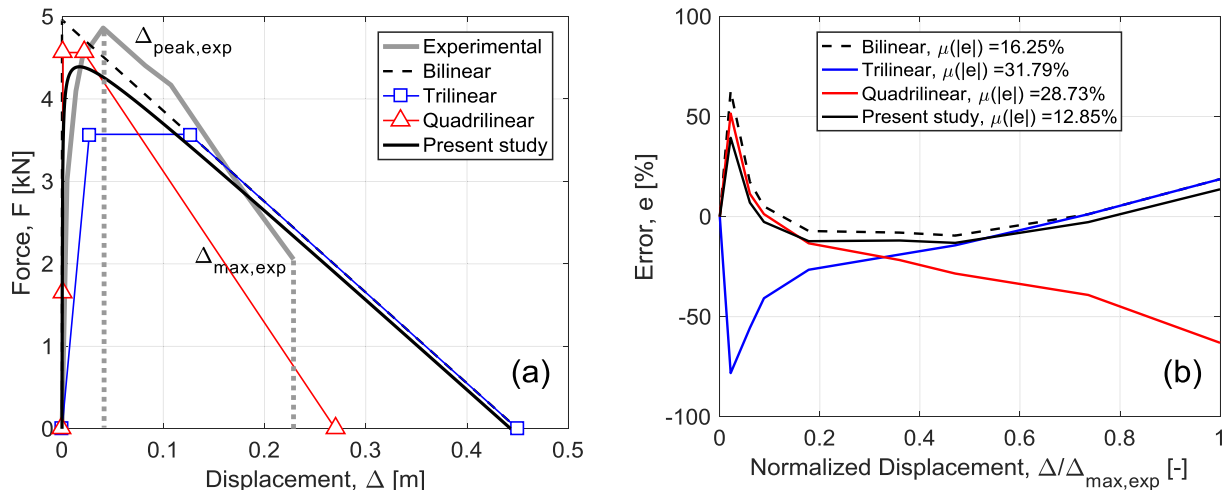 5
4
3
2
1
0
Force, F [kN]
Δpeak,exp
Δmax,exp
Experimental
Bilinear
Trilinear
Quadrilinear
Present study
(a)
0 0.1 0.2 0.3 0.4 0.5
Displacement, Δ [m]
100
50
0
-50
-100
Error, e [%]
Bilinear, μ(|e|) =16.25%
Trilinear, μ(|e|) =31.79%
Quadrilinear, μ(|e|) =28.73%
Present study, μ(|e|) =12.85%
(b)
0 0.2 0.4 0.6 0.8 1
Normalized Displacement, Δ/Δmax,exp [-]